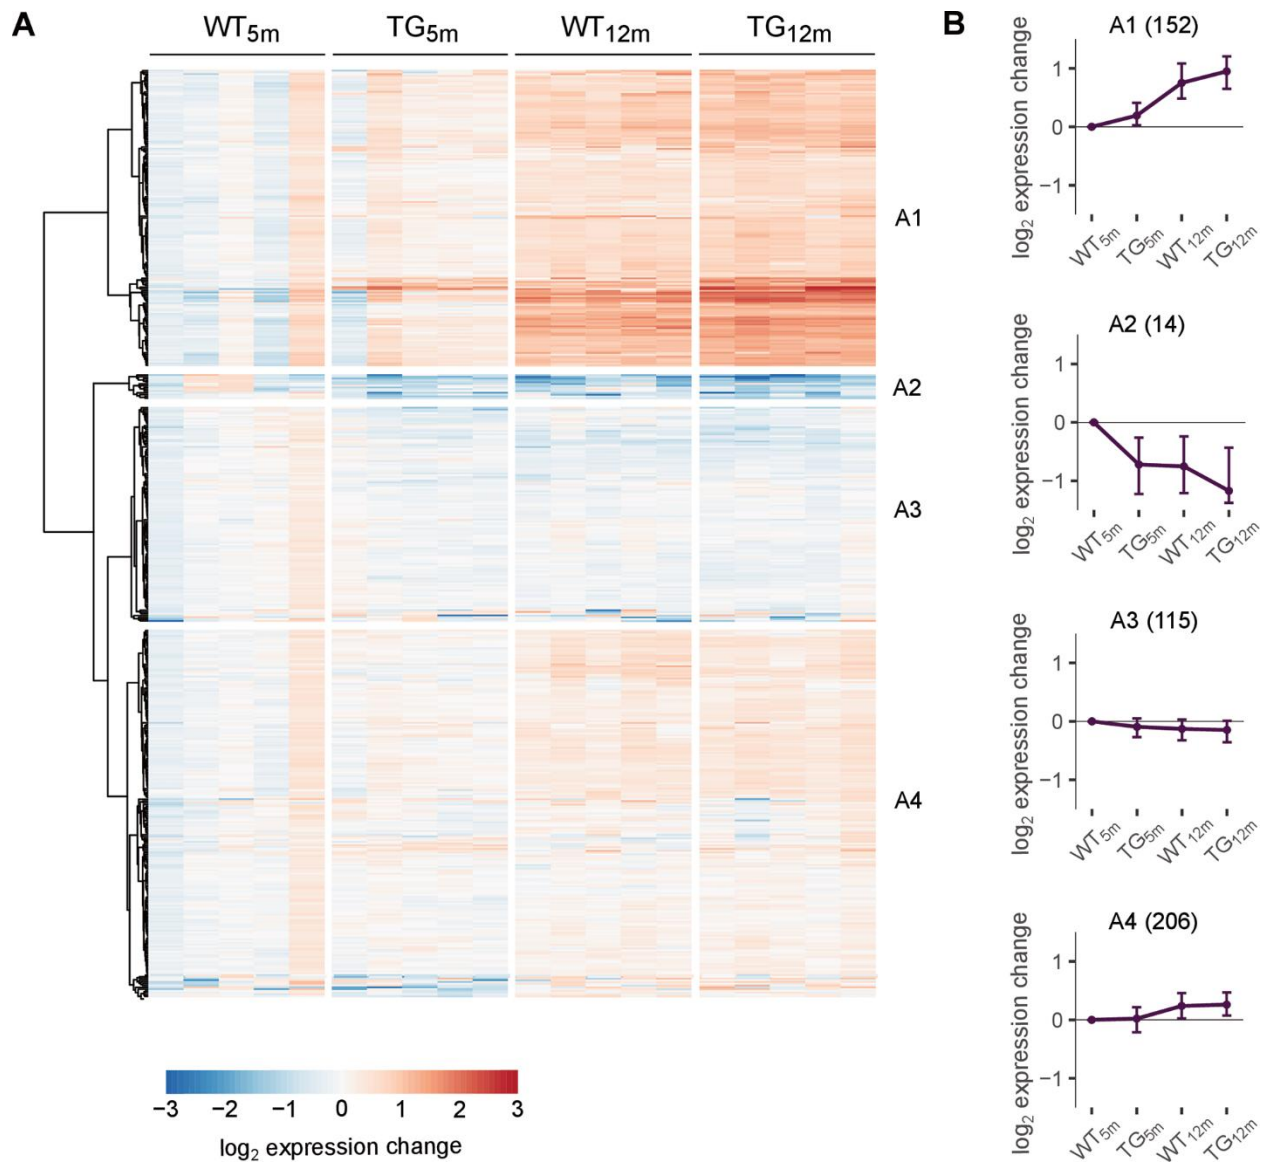 A
WT5m TG5m WT12m TG12m
A1
A2
A3
A4
−3 −2 −1 0 1 2 3
log2 expression change
B
A1 (152)
log2 expression change
1
0
−1
WT5m TG5m WT12m TG12m
A2 (14)
log2 expression change
1
0
−1
WT5m TG5m WT12m TG12m
A3 (115)
log2 expression change
1
0
−1
WT5m TG5m WT12m TG12m
A4 (206)
log2 expression change
1
0
−1
WT5m TG5m WT12m TG12m